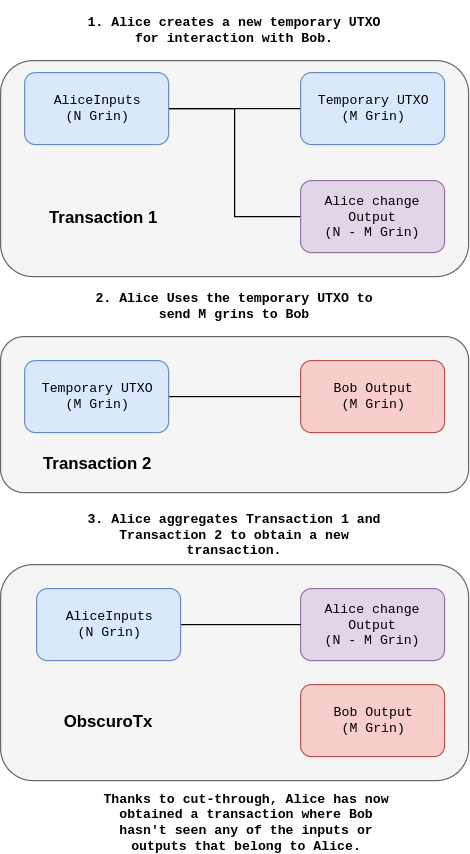 1. Alice creates a new temporary UTXO
for interaction with Bob.
AliceInputs
(N Grin)
Temporary UTXO
(M Grin)
Alice change
Output
(N - M Grin)
Transaction 1
2. Alice Uses the temporary UTXO to
send M grins to Bob
Temporary UTXO
(M Grin)
Bob Output
(M Grin)
Transaction 2
3. Alice aggregates Transaction 1 and
Transaction 2 to obtain a new
transaction.
AliceInputs
(N Grin)
Alice change
Output
(N - M Grin)
Bob Output
(M Grin)
ObscuroTx
Thanks to cut-through, Alice has now
obtained a transaction where Bob
hasn't seen any of the inputs or
outputs that belong to Alice.